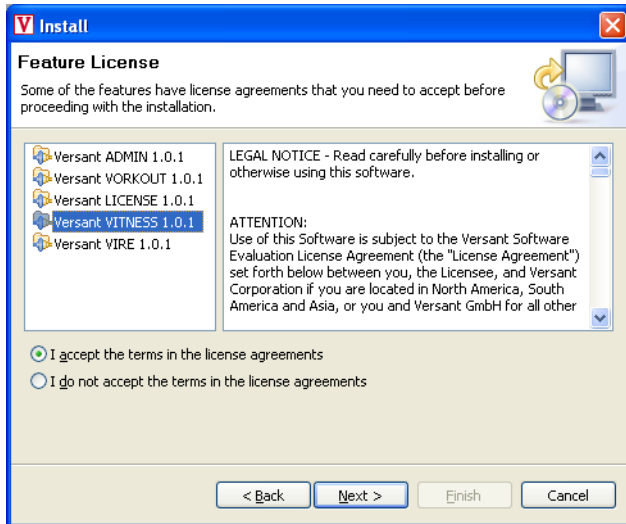 V Install
Feature License
Some of the features have license agreements that you need to accept before
proceeding with the installation.
Versant ADMIN 1.0.1
Versant VORKOUT 1.0.1
Versant LICENSE 1.0.1
Versant VITNESS 1.0.1
Versant VIRE 1.0.1
LEGAL NOTICE - Read carefully before installing or
otherwise using this software.
ATTENTION:
Use of this Software is subject to the Versant Software
Evaluation License Agreement (the "License Agreement")
set forth below between you, the Licensee, and Versant
Corporation if you are located in North America, South
America and Asia, or you and Versant GmbH for all other
I accept the terms in the license agreements
I do not accept the terms in the license agreements
< Back
Next >
Finish
Cancel